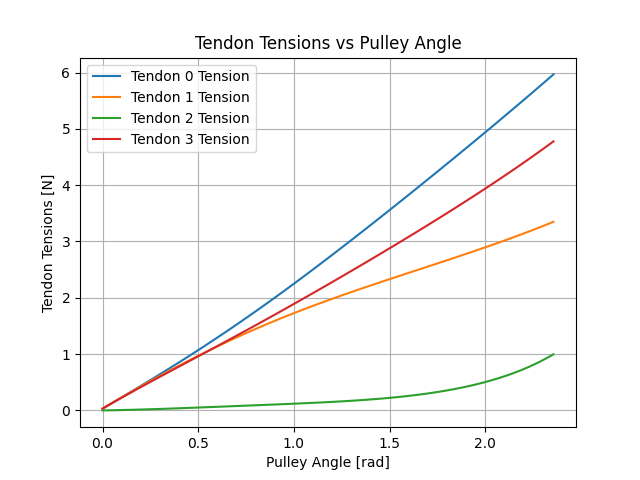 Tendon Tensions vs Pulley Angle
Tendon 0 Tension
Tendon 1 Tension
Tendon 2 Tension
Tendon 3 Tension
Tendon Tensions [N]
6
5
4
3
2
1
0
0.0 0.5 1.0 1.5 2.0
Pulley Angle [rad]